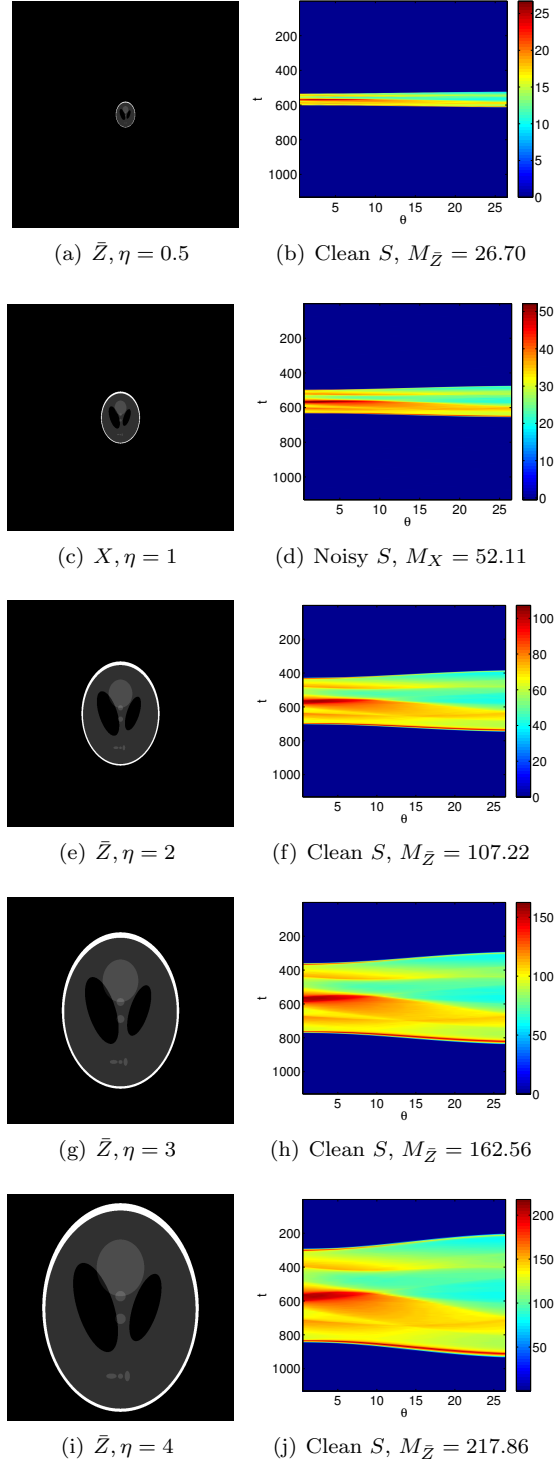 200
400
600
800
1000
t
5 10 15 20 25
θ
25
20
15
10
5
0
(a) Z̄, η = 0.5
(b) Clean S, M_Z̄ = 26.70
200
400
600
800
1000
t
5 10 15 20 25
θ
50
40
30
20
10
0
(c) X, η = 1
(d) Noisy S, M_X = 52.11
200
400
600
800
1000
t
5 10 15 20 25
θ
100
80
60
40
20
0
(e) Z̄, η = 2
(f) Clean S, M_Z̄ = 107.22
200
400
600
800
1000
t
5 10 15 20 25
θ
150
100
50
0
(g) Z̄, η = 3
(h) Clean S, M_Z̄ = 162.56
200
400
600
800
1000
t
5 10 15 20 25
θ
200
150
100
50
0
(i) Z̄, η = 4
(j) Clean S, M_Z̄ = 217.86